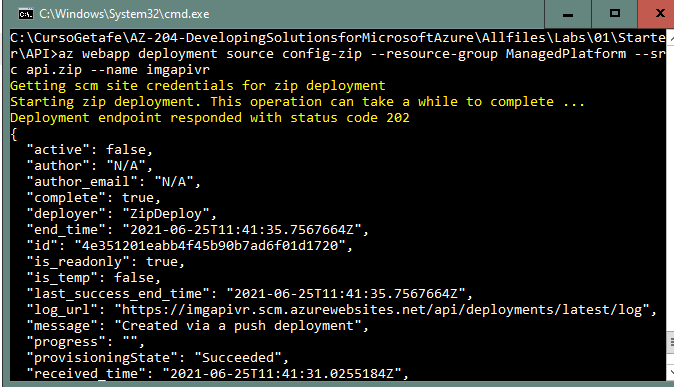 C:\Windows\System32\cmd.exe
C:\CursoGetafe\AZ-204-DevelopingSolutionsforMicrosoftAzure\Allfiles\Labs\01\Starte
r\API>az webapp deployment source config-zip --resource-group ManagedPlatform --sr
c api.zip --name imgapivr
Getting scm site credentials for zip deployment
Starting zip deployment. This operation can take a while to complete ...
Deployment endpoint responded with status code 202
{
  "active": false,
  "author": "N/A",
  "author_email": "N/A",
  "complete": true,
  "deployer": "ZipDeploy",
  "end_time": "2021-06-25T11:41:35.7567664Z",
  "id": "4e351201eabb4f45b90b7ad6f01d1720",
  "is_readonly": true,
  "is_temp": false,
  "last_success_end_time": "2021-06-25T11:41:35.7567664Z",
  "log_url": "https://imgapivr.scm.azurewebsites.net/api/deployments/latest/log",
  "message": "Created via a push deployment",
  "progress": "",
  "provisioningState": "Succeeded",
  "received_time": "2021-06-25T11:41:31.0255184Z",